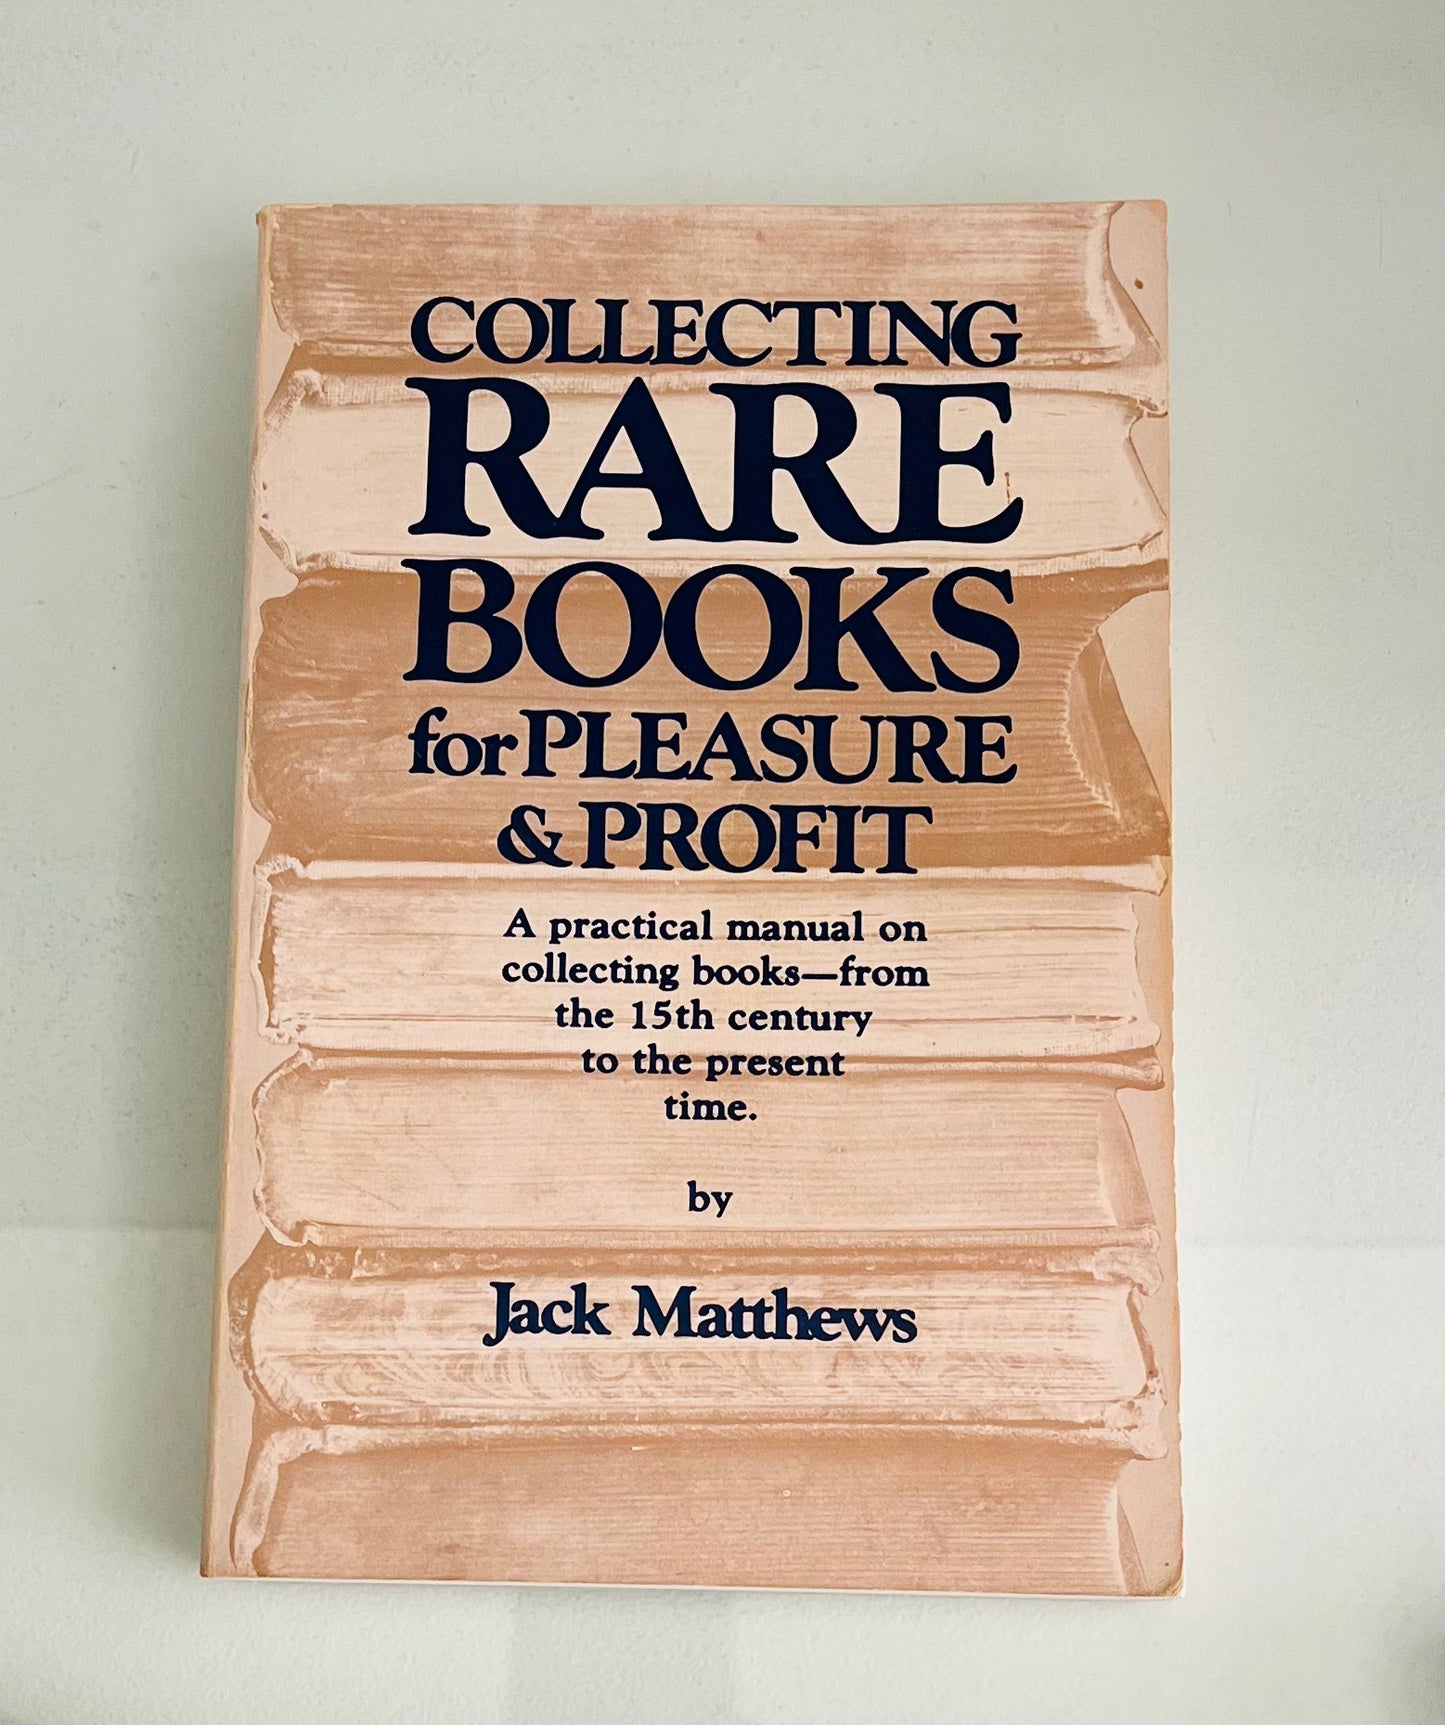 COLLECTING
RARE
BOOKS
for PLEASURE
& PROFIT
A practical manual on
collecting books—from
the 15th century
to the present
time.
by
Jack Matthews